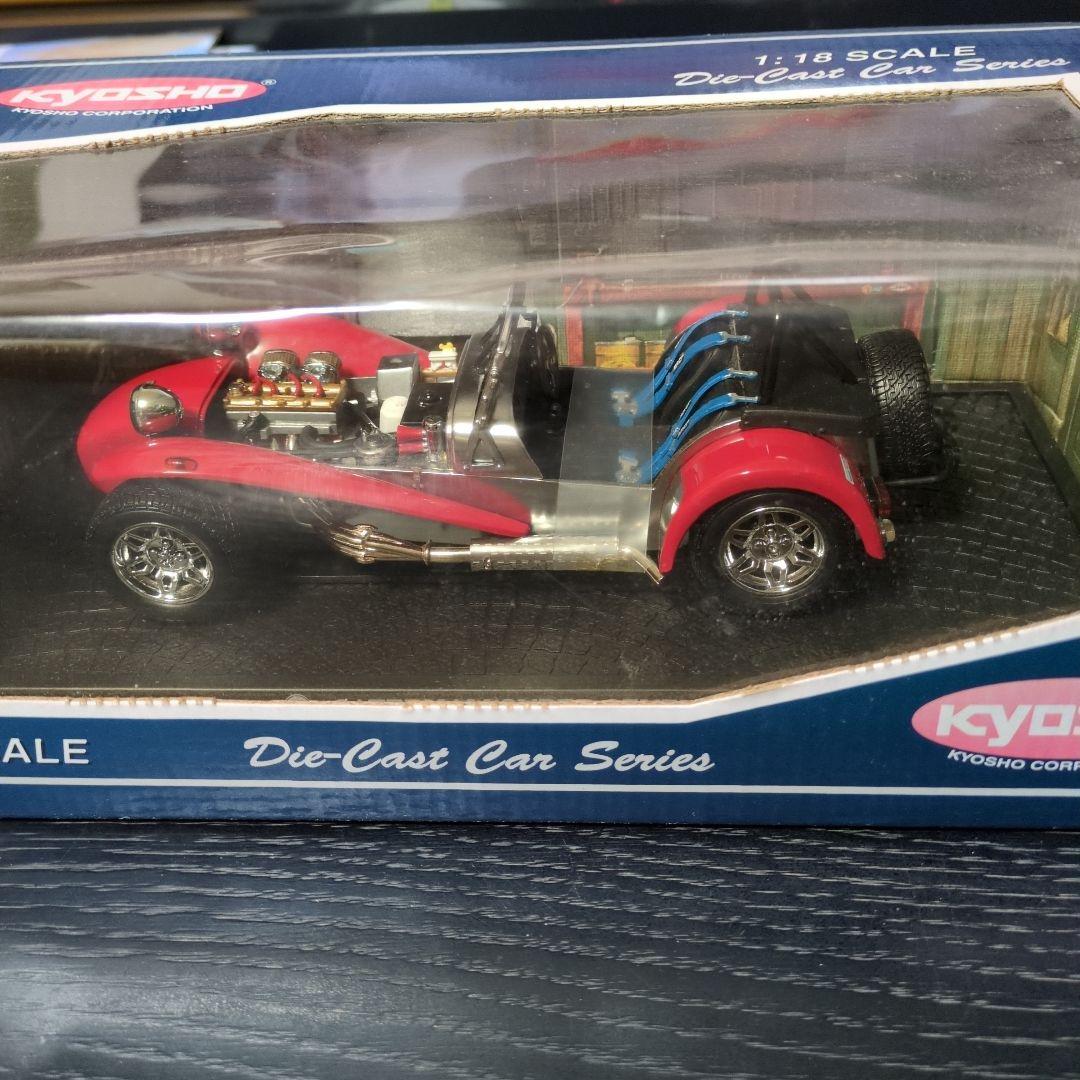 KYOSHO®
KYOSHO CORPORATION
1:18 SCALE
Die-Cast Car Series
ALE
Die-Cast Car Series
KYOS
KYOSHO CORP